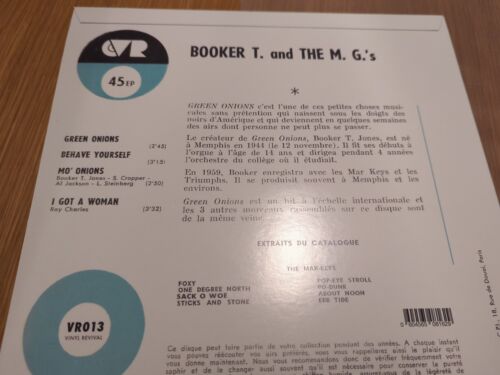 CVR
45 EP
BOOKER T. and THE M. G.'s
*
GREEN ONIONS c'est l'une de ces petites choses musi-
cales sans prétention qui naissent sous les doigts des
noirs d'Amérique et qui deviennent en quelques semaines
des airs dont personne ne peut plus se passer.
Le créateur de Green Onions, Booker T. Jones, est né
à Memphis en 1944 (le 12 novembre). Il fit ses débuts à
l'orgue à l'âge de 14 ans et dirigea pendant 4 années
l'orchestre du collège où il étudiait.
En 1959, Booker enregistra avec les Mar Keys et les
Triumphs. Il se produisit souvent à Memphis et les
environs.
Green Onions est un hit à l'échelle internationale et
les 3 autres morceaux rassemblés sur ce disque sont
de la même veine.
GREEN ONIONS (2'45)
BEHAVE YOURSELF (3'15)
MO' ONIONS
Booker T. Jones - S. Cropper -
Al Jackson - L. Steinberg (2'50)
I GOT A WOMAN
Ray Charles (3'32)
EXTRAITS DU CATALOGUE
THE MAR-KEYS
FOXY
ONE DEGREE NORTH
SACK O WOE
STICKS AND STONE
POP-EYE STROLL
PO-DUNK
ABOUT NOON
EBB TIDE
VR013
VINYL REVIVAL
18, Rue de Douai, Paris
Ce disque peut faire partie de votre collection pendant des années. A chaque instant
vous pouvez réécouter vos airs préférés, vous vous rappellerez ainsi le plaisir qu'il
vous donne maintenant. Nous vous recommandons donc de vérifier fréquemment votre
saphir et de le changer aussi souvent qu'il est nécessaire pour conserver la pureté